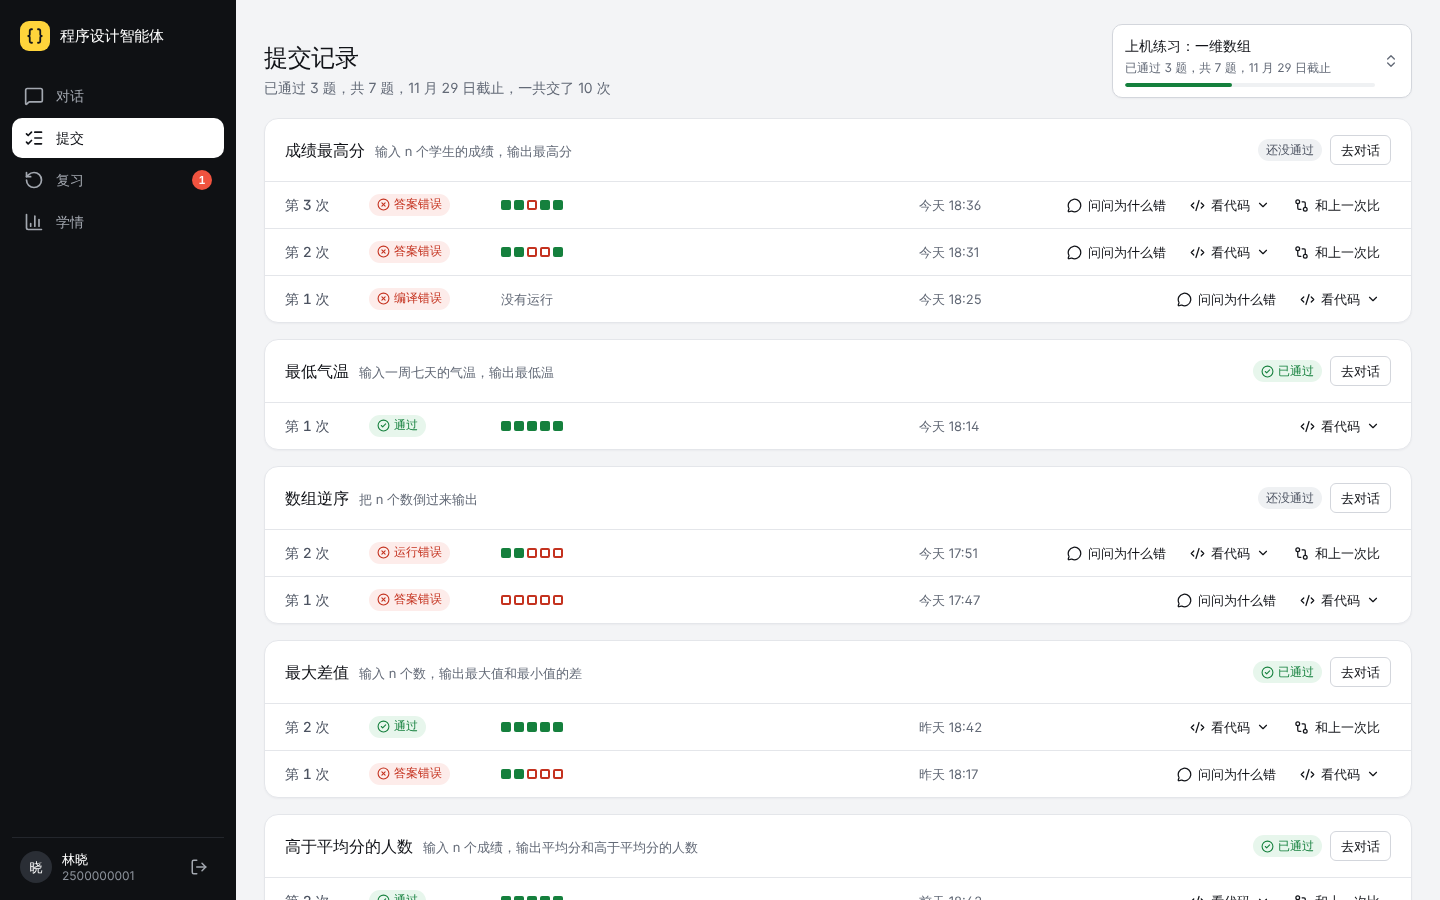 { } 程序设计智能体
对话
提交
复习 1
学情
晓 林晓
2500000001
提交记录
已通过 3 题，共 7 题，11 月 29 日截止，一共交了 10 次
上机练习：一维数组
已通过 3 题，共 7 题，11 月 29 日截止
成绩最高分 输入 n 个学生的成绩，输出最高分 还没通过 去对话
第 3 次 答案错误 今天 18:36 问问为什么错 看代码 和上一次比
第 2 次 答案错误 今天 18:31 问问为什么错 看代码 和上一次比
第 1 次 编译错误 没有运行 今天 18:25 问问为什么错 看代码
最低气温 输入一周七天的气温，输出最低温 已通过 去对话
第 1 次 通过 今天 18:14 看代码
数组逆序 把 n 个数倒过来输出 还没通过 去对话
第 2 次 运行错误 今天 17:51 问问为什么错 看代码 和上一次比
第 1 次 答案错误 今天 17:47 问问为什么错 看代码
最大差值 输入 n 个数，输出最大值和最小值的差 已通过 去对话
第 2 次 通过 昨天 18:42 看代码 和上一次比
第 1 次 答案错误 昨天 18:17 问问为什么错 看代码
高于平均分的人数 输入 n 个成绩，输出平均分和高于平均分的人数 已通过 去对话
第 2 次 通过 看代码 和上一次比